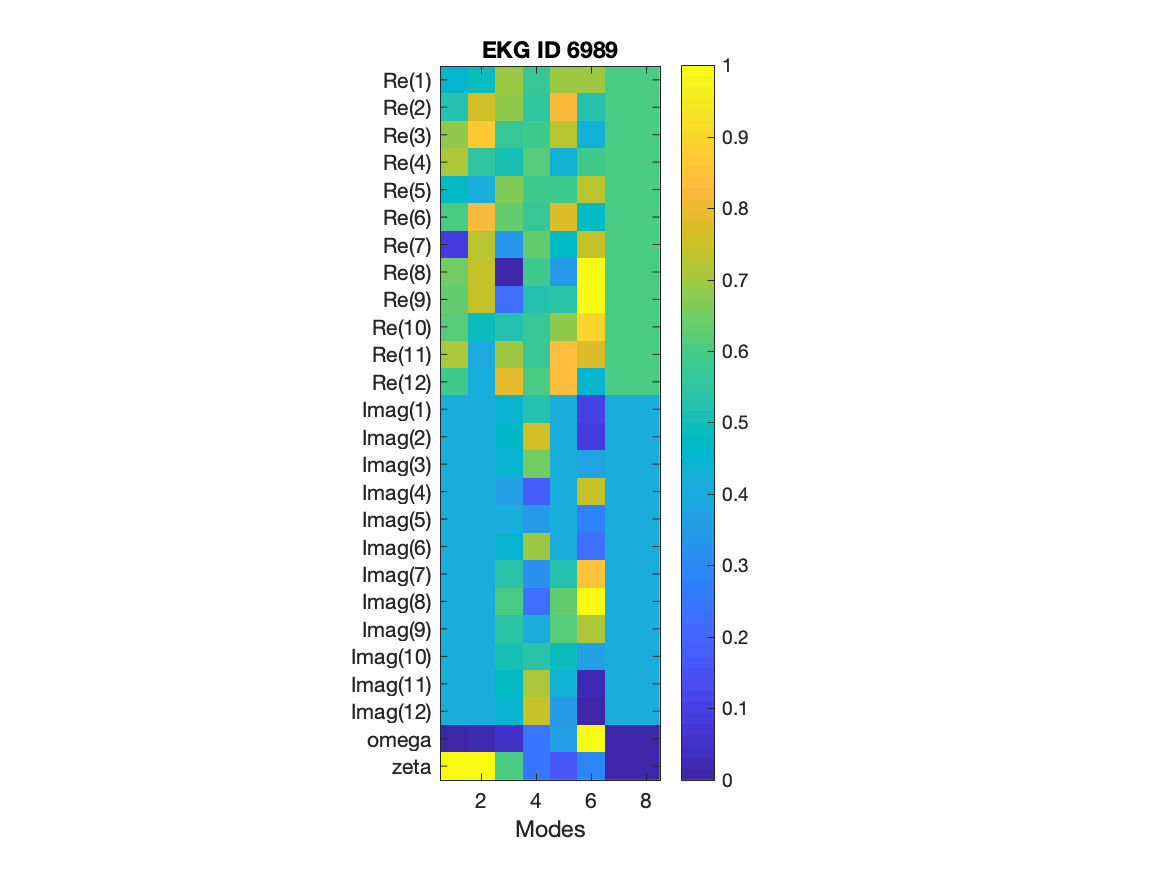 EKG ID 6989
Re(1)
Re(2)
Re(3)
Re(4)
Re(5)
Re(6)
Re(7)
Re(8)
Re(9)
Re(10)
Re(11)
Re(12)
Imag(1)
Imag(2)
Imag(3)
Imag(4)
Imag(5)
Imag(6)
Imag(7)
Imag(8)
Imag(9)
Imag(10)
Imag(11)
Imag(12)
omega
zeta
2 4 6 8
Modes
1
0.9
0.8
0.7
0.6
0.5
0.4
0.3
0.2
0.1
0